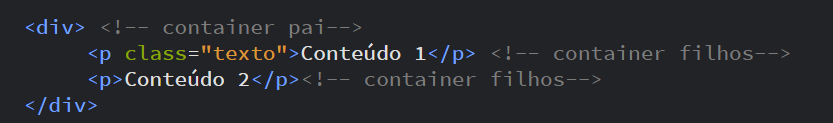 <div> <!-- container pai-->
<p class="texto">Conteúdo 1</p> <!-- container filhos-->
<p>Conteúdo 2</p><!-- container filhos-->
</div>